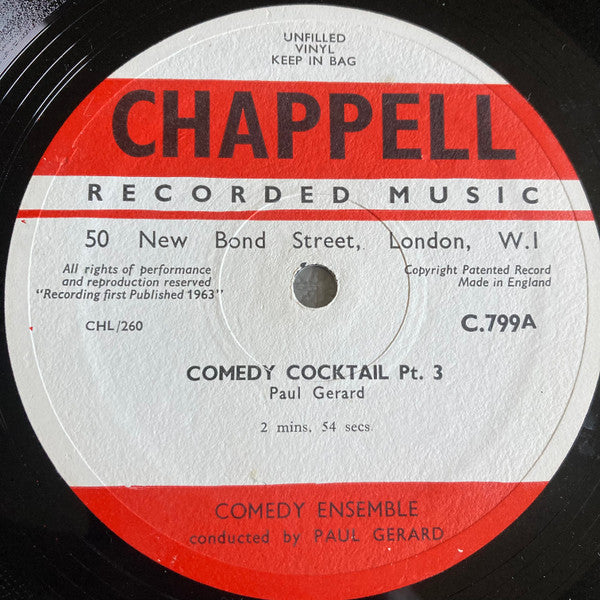 UNFILLED
VINYL
KEEP IN BAG
CHAPPELL
RECORDED MUSIC
50 New Bond Street, London, W.1
All rights of performance
and reproduction reserved
"Recording first Published 1963"
Copyright Patented Record
Made in England
CHL/260
C.799A
COMEDY COCKTAIL Pt. 3
Paul Gerard
2 mins, 54 secs
COMEDY ENSEMBLE
conducted by PAUL GERARD